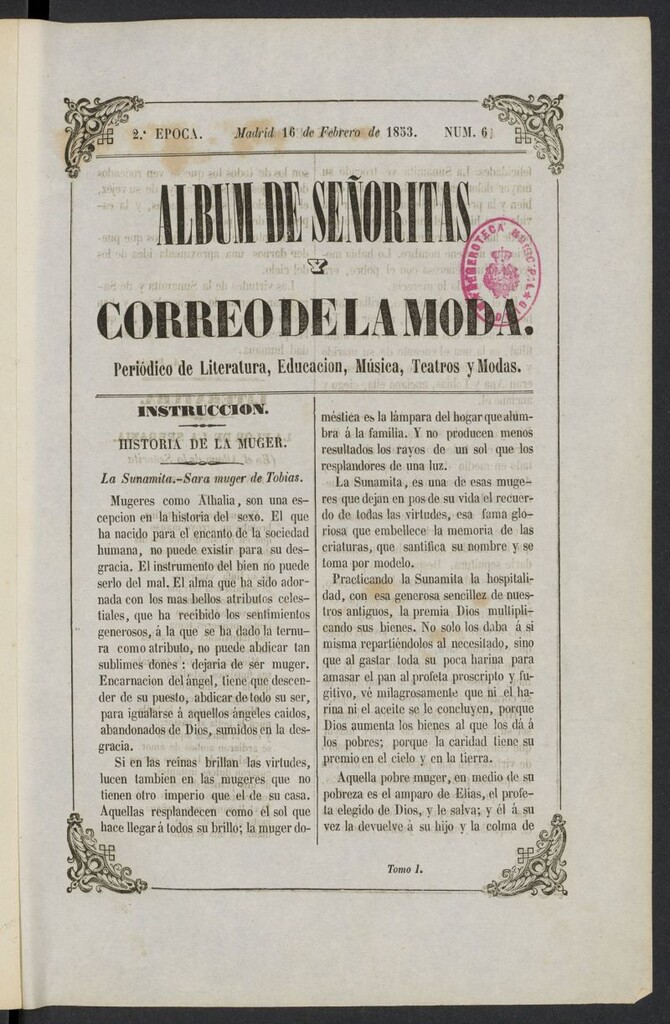 2.ª EPOCA. Madrid 16 de Febrero de 1853. NUM. 6
ALBUM DE SEÑORITAS
Y
CORREO DE LA MODA.
Periódico de Literatura, Educacion, Música, Teatros y Modas.
INSTRUCCION.
HISTORIA DE LA MUGER.
La Sunamita.-Sara muger de Tobias.
Mugeres como Athalia, son una es-
cepcion en la historia del sexo. El que
ha nacido para el encanto de la sociedad
humana, no puede existir para su des-
gracia. El instrumento del bien no puede
serlo del mal. El alma que ha sido ador-
nada con los mas bellos atributos celes-
tiales, que ha recibido los sentimientos
generosos, á la que se ha dado la ternu-
ra como atributo, no puede abdicar tan
sublimes dones: dejaria de ser muger.
Encarnacion del ángel, tiene que descen-
der de su puesto, abdicar de todo su ser,
para igualarse á aquellos ángeles caidos,
abandonados de Dios, sumidos en la des-
gracia.
Si en las reinas brillan las virtudes,
lucen tambien en las mugeres que no
tienen otro imperio que el de su casa.
Aquellas resplandecen como el sol que
hace llegar á todos su brillo; la muger do-
méstica es la lámpara del hogar que alum-
bra á la familia. Y no producen menos
resultados los rayos de un sol que los
resplandores de una luz.
La Sunamita, es una de esas muge-
res que dejan en pos de su vida el recuer-
do de todas las virtudes, esa fama glo-
riosa que embellece la memoria de las
criaturas, que santifica su nombre y se
toma por modelo.
Practicando la Sunamita la hospitali-
dad, con esa generosa sencillez de nues-
tros antiguos, la premia Dios multipli-
cando sus bienes. No solo los daba á si
misma repartiéndolos al necesitado, sino
que al gastar toda su poca harina para
amasar el pan al profeta proscripto y fu-
gitivo, vé milagrosamente que ni el ha-
rina ni el aceite se le concluyen, porque
Dios aumenta los bienes al que los dá á
los pobres; porque la caridad tiene su
premio en el cielo y en la tierra.
Aquella pobre muger, en medio de su
pobreza es el amparo de Elias, el profe-
ta elegido de Dios, y le salva; y él á su
vez la devuelve á su hijo y la colma de
Tomo I.
HEMEROTECA MUNICIPAL